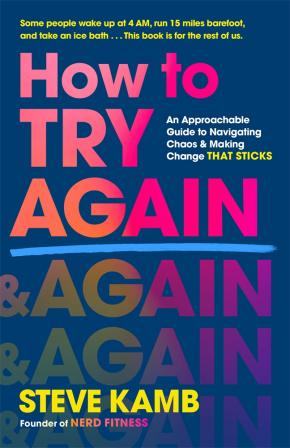 Some people wake up at 4 AM, run 15 miles barefoot,
and take an ice bath . . . This book is for the rest of us.
How to
TRY
AGAIN
An Approachable
Guide to Navigating
Chaos & Making
Change THAT STICKS
&AGAIN
&AGAIN
&AGAIN
STEVE KAMB
Founder of NERD FITNESS